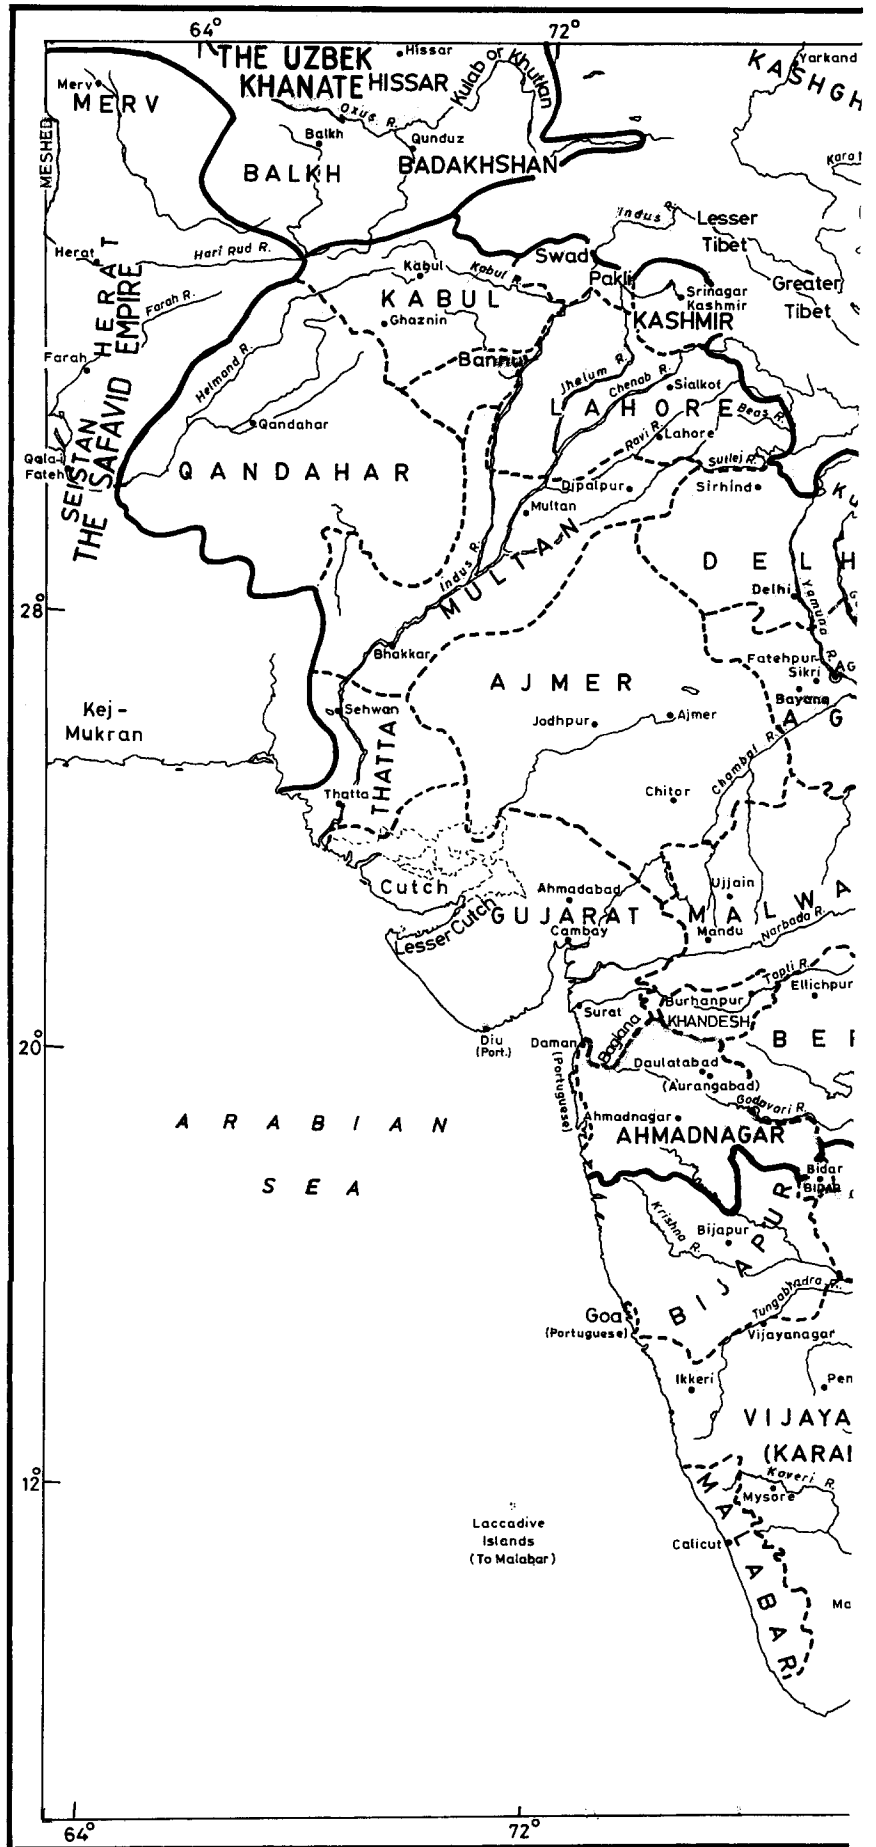 64°
72°
THE UZBEK
KHANATE
HISSAR
Hissar
Kulab or Khutlan
Yarkand
KASHGH
Merv
MERV
Oxus R.
Balkh
Qunduz
BALKH
BADAKHSHAN
MESHED
Indus R.
Lesser
Tibet
Herat
Hari Rud R.
Swad
HERAT
Kabul
Kabul R.
Pakli
Greater
Tibet
Farah R.
KABUL
Srinagar
Kashmir
Ghaznin
KASHMIR
THE SAFAVID EMPIRE
Farah
Helmand R.
Bannu
Jhelum R.
Chenab R.
Sialkot
LAHORE
Beas R.
Qandahar
Ravi R.
Lahore
SEISTAN
Qala-i
Fateh
QANDAHAR
Sutlej R.
Dipalpur
Sirhind
KU
Multan
MULTAN
Indus R.
DELH
28°
Delhi
Yamuna R.
Bhakkar
Fatehpur
Sikri
AG
AJMER
Bayana
Kej-
Mukran
Sehwan
Jodhpur
Ajmer
AG
Chambal R.
THATTA
Thatta
Chitor
Cutch
Ahmadabad
Ujjain
Lesser Cutch
GUJARAT
MALWA
Cambay
Mandu
Narbada R.
Tapti R.
Ellichpur
Surat
Burhanpur
KHANDESH
Diu
(Port.)
20°
Daman
(Portuguese)
Baglana
BER
Daulatabad
(Aurangabad)
Godavari R.
ARABIAN
SEA
Ahmadnagar
AHMADNAGAR
Bidar
BIDAR
Krishna R.
Bijapur
BIJAPUR
Goa
(Portuguese)
Tungabhadra R.
Vijayanagar
Ikkeri
Pen
VIJAYA
(KARA
12°
Kaveri R.
Mysore
MALABAR
Laccadive
Islands
(To Malabar)
Calicut
Ma
64°
72°